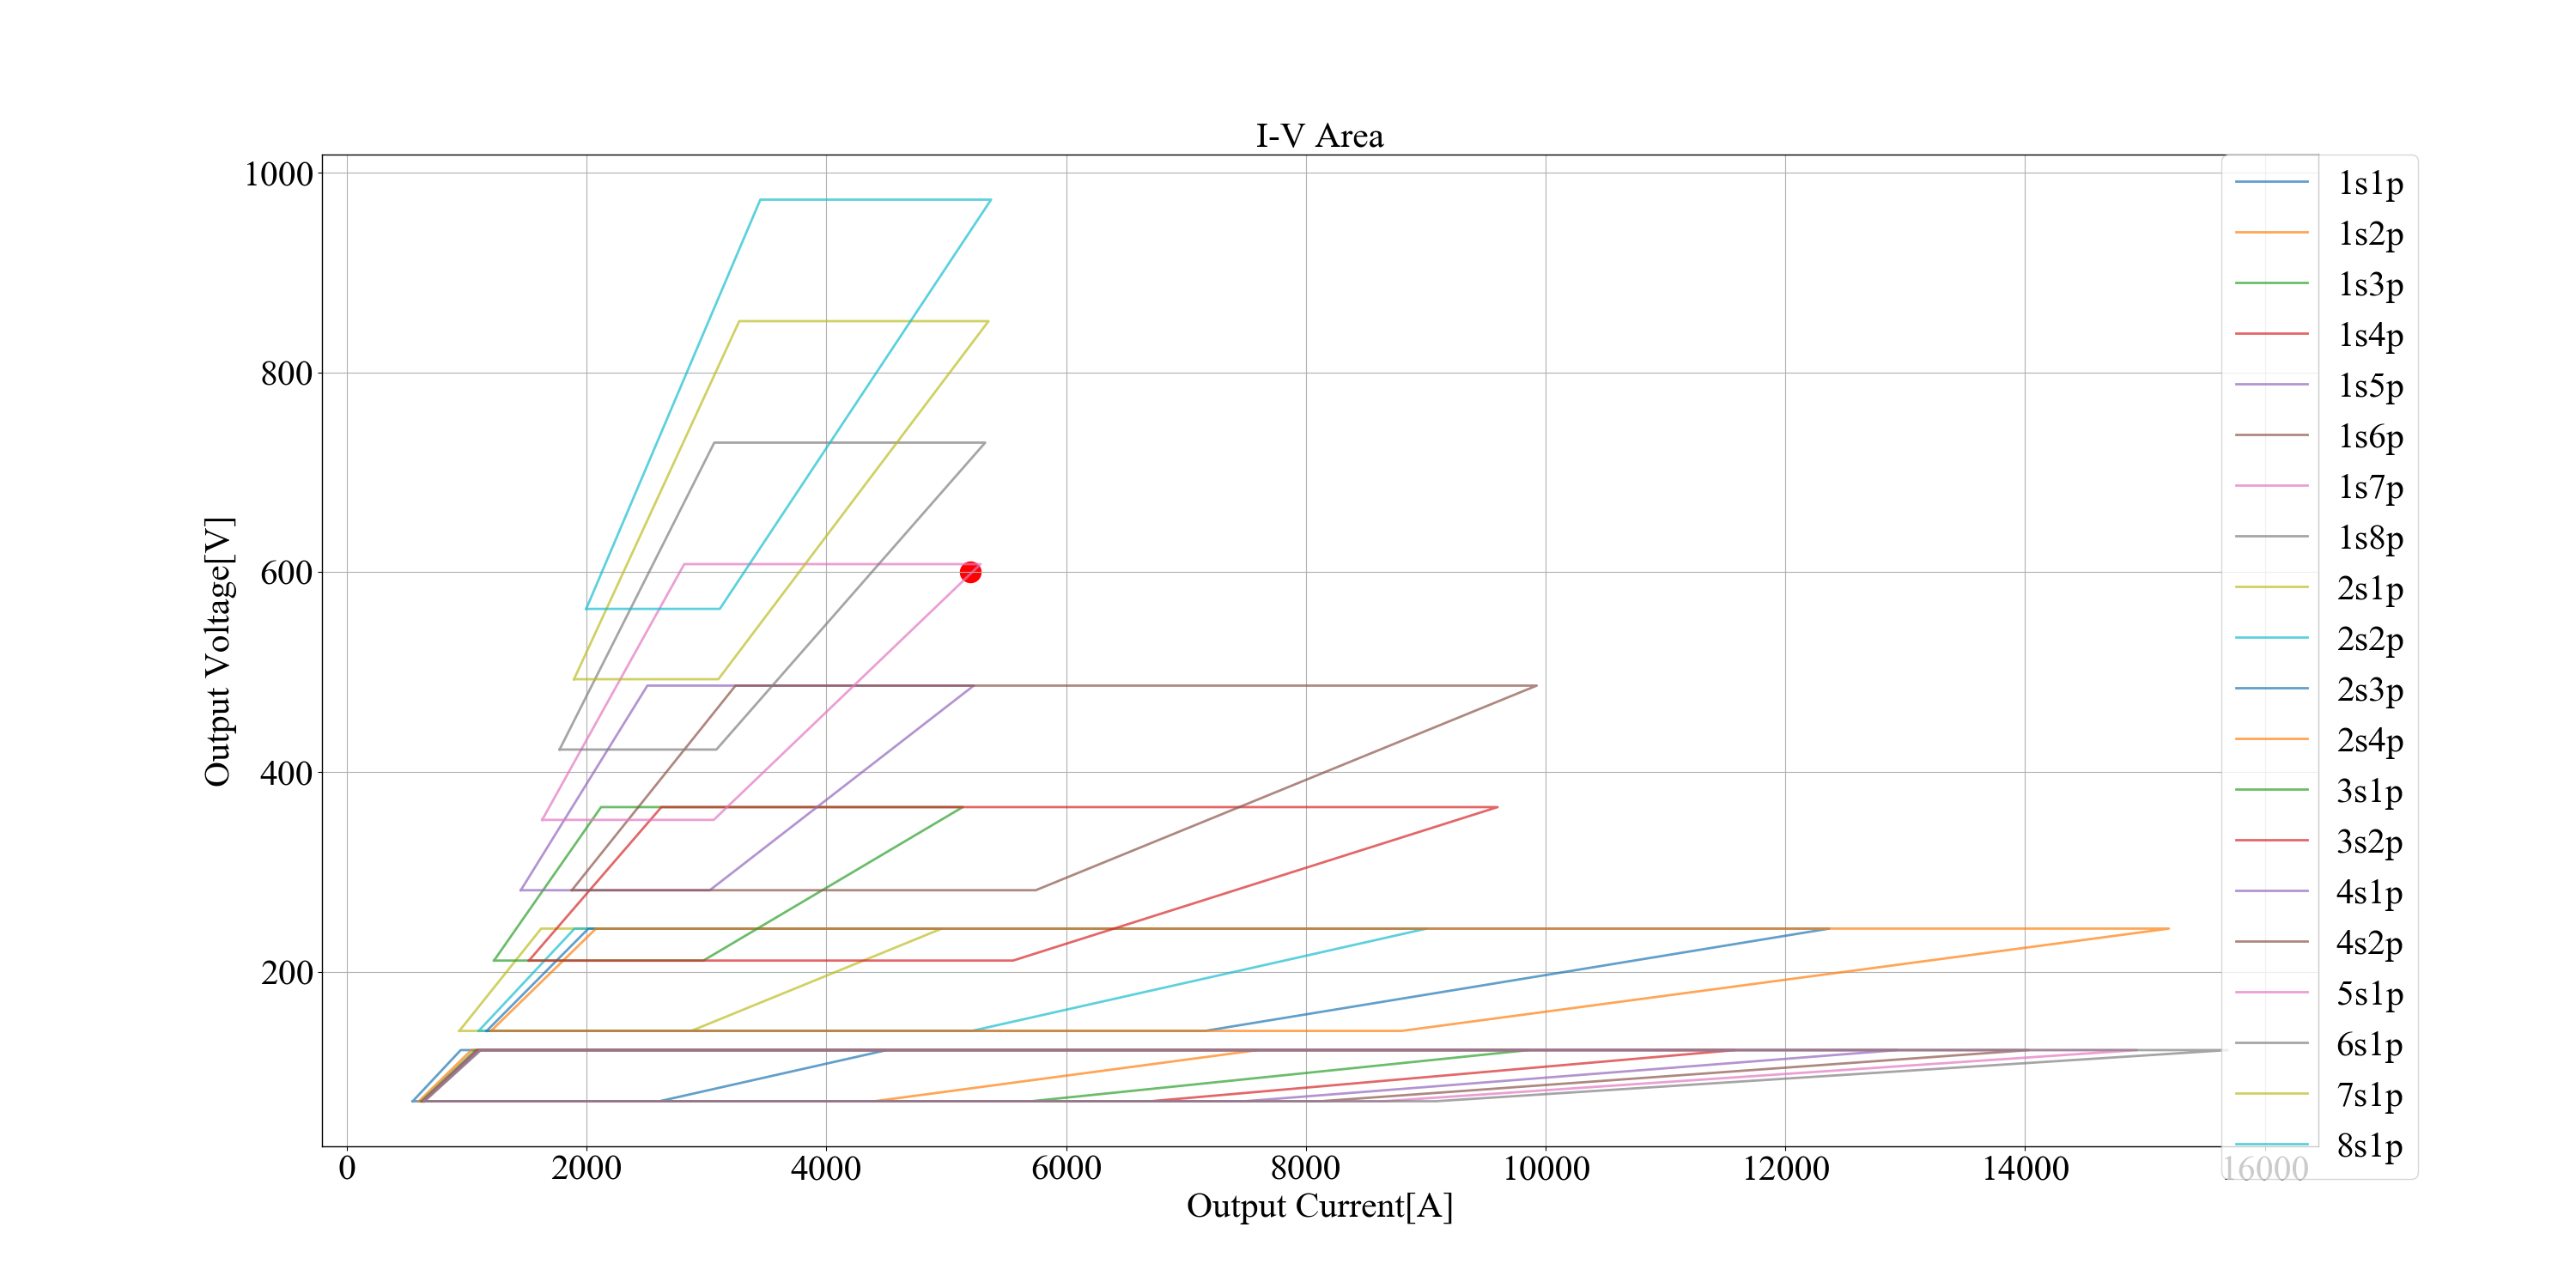 I-V Area
1000
800
600
400
200
Output Voltage[V]
0 2000 4000 6000 8000 10000 12000 14000 16000
Output Current[A]
1s1p
1s2p
1s3p
1s4p
1s5p
1s6p
1s7p
1s8p
2s1p
2s2p
2s3p
2s4p
3s1p
3s2p
4s1p
4s2p
5s1p
6s1p
7s1p
8s1p